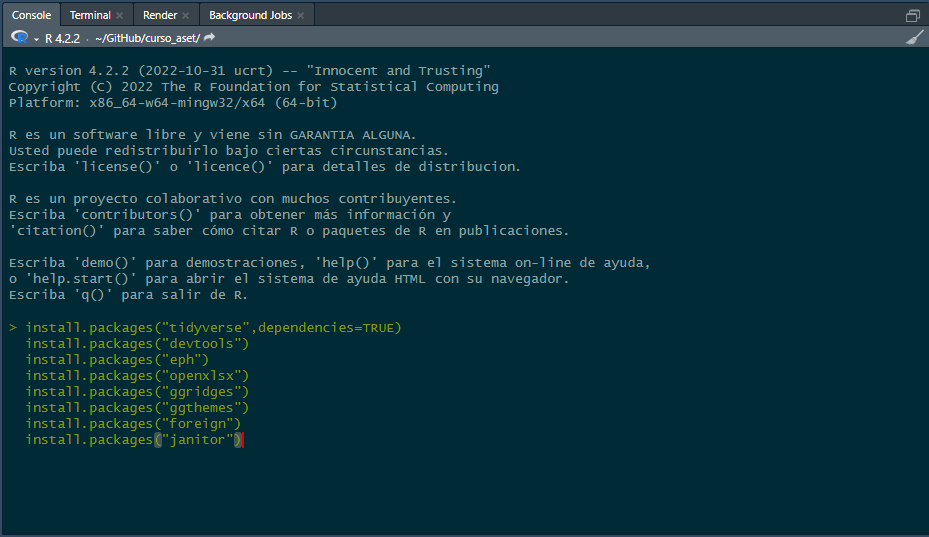 Console Terminal Render Background Jobs
R 4.2.2 · ~/GitHub/curso_aset/
R version 4.2.2 (2022-10-31 ucrt) -- "Innocent and Trusting"
Copyright (C) 2022 The R Foundation for Statistical Computing
Platform: x86_64-w64-mingw32/x64 (64-bit)
R es un software libre y viene sin GARANTIA ALGUNA.
Usted puede redistribuirlo bajo ciertas circunstancias.
Escriba 'license()' o 'licence()' para detalles de distribucion.
R es un proyecto colaborativo con muchos contribuyentes.
Escriba 'contributors()' para obtener más información y
'citation()' para saber cómo citar R o paquetes de R en publicaciones.
Escriba 'demo()' para demostraciones, 'help()' para el sistema on-line de ayuda,
o 'help.start()' para abrir el sistema de ayuda HTML con su navegador.
Escriba 'q()' para salir de R.
> install.packages("tidyverse",dependencies=TRUE)
install.packages("devtools")
install.packages("eph")
install.packages("openxlsx")
install.packages("ggridges")
install.packages("ggthemes")
install.packages("foreign")
install.packages("janitor")